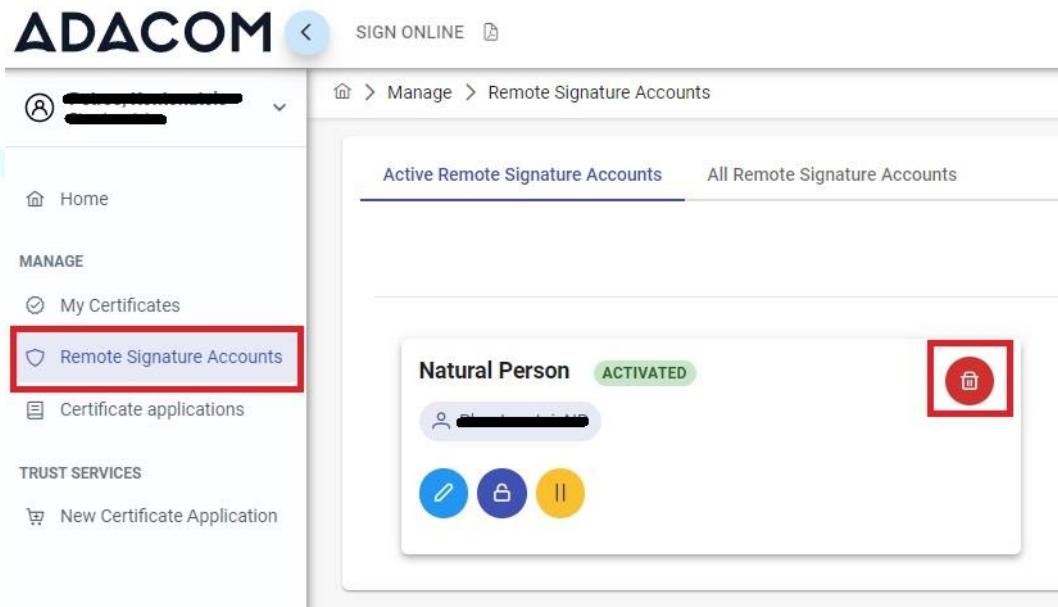 ADACOM
SIGN ONLINE
Manage > Remote Signature Accounts
Active Remote Signature Accounts
All Remote Signature Accounts
Home
MANAGE
My Certificates
Remote Signature Accounts
Certificate applications
TRUST SERVICES
New Certificate Application
Natural Person
ACTIVATED